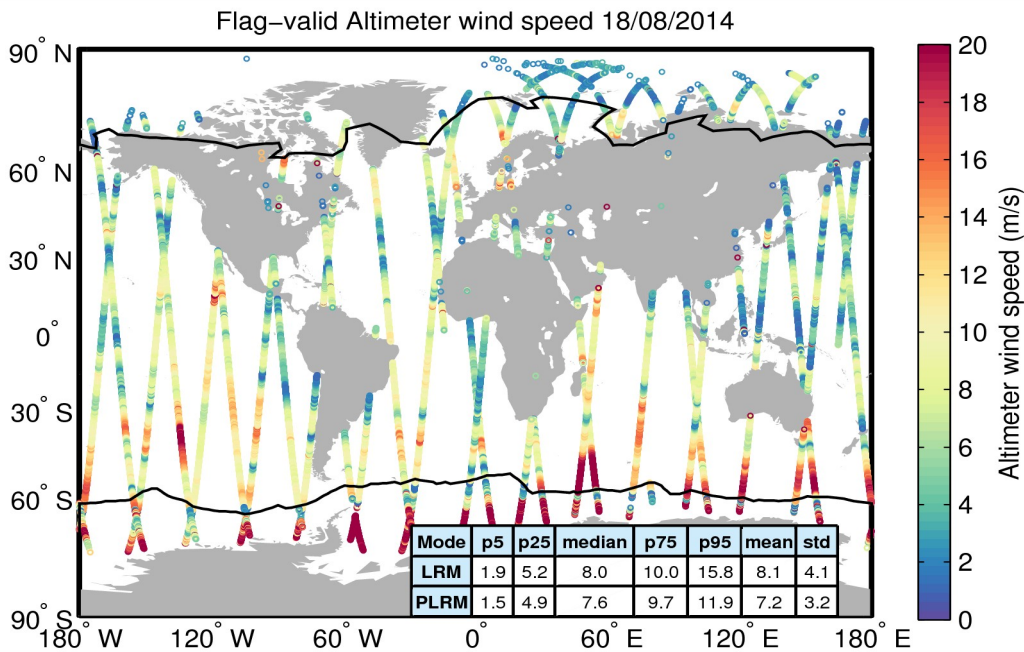 Flag−valid Altimeter wind speed 18/08/2014
90° N
60° N
30° N
0°
30° S
60° S
90° S
180° W
120° W
60° W
0°
60° E
120° E
180° E
Mode p5 p25 median p75 p95 mean std
LRM 1.9 5.2 8.0 10.0 15.8 8.1 4.1
PLRM 1.5 4.9 7.6 9.7 11.9 7.2 3.2
20
18
16
14
12
10
8
6
4
2
0
Altimeter wind speed (m/s)